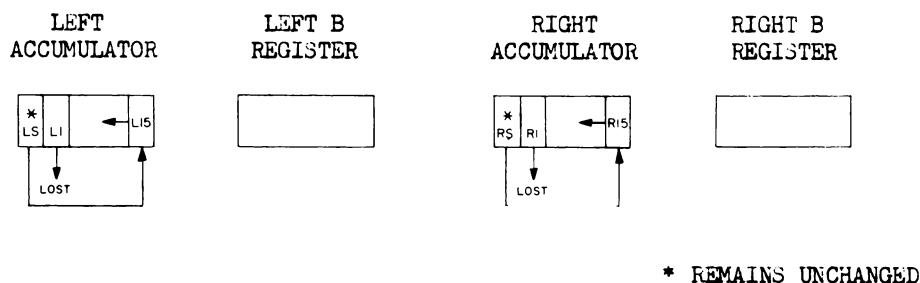 LEFT ACCUMULATOR
LEFT B REGISTER
RIGHT ACCUMULATOR
RIGHT B REGISTER
* LS L1 L15
LOST
* RS R1 R15
LOST
* REMAINS UNCHANGED